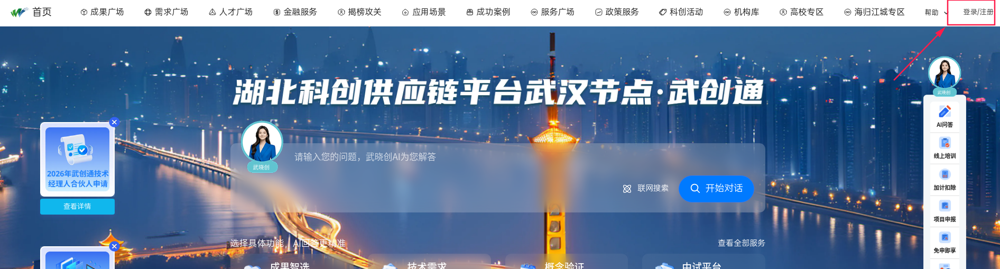 首页 成果广场 需求广场 人才广场 金融服务 揭榜攻关 应用场景 成功案例 服务广场 政策服务 科创活动 机构库 高校专区 海归江城专区 帮助 登录/注册
湖北科创供应链平台武汉节点·武创通
武晓创
请输入您的问题，武晓创AI为您解答
武晓创
联网搜索
开始对话
2026年武创通技术
经理人合伙人申请
查看详情
选择具体功能，AI回答更精准
查看全部服务
成果智选 技术需求 概念验证 中试平台
AI问答
线上培训
加计扣除
项目申报
免申即享